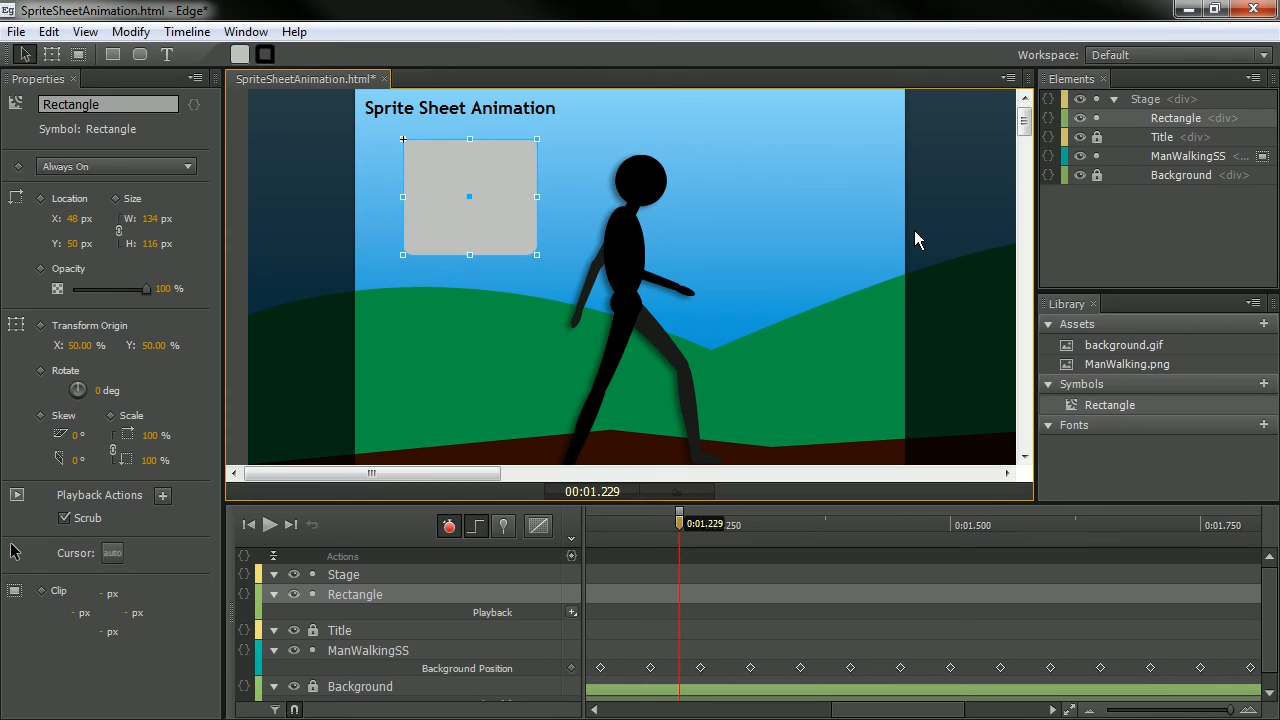 Eg SpriteSheetAnimation.html - Edge*
File Edit View Modify Timeline Window Help
T Workspace: Default
Properties × SpriteSheetAnimation.html* × Elements ×
Rectangle {}
Symbol: Rectangle
Always On
Location Size
X: 48 px W: 134 px
Y: 50 px H: 116 px
Opacity
100 %
Transform Origin
X: 50.00 % Y: 50.00 %
Rotate
0 deg
Skew Scale
0 º 100 %
0 º 100 %
Playback Actions
Scrub
Cursor: auto
Clip - px
- px - px
- px
Sprite Sheet Animation
00:01.229
{} Stage <div>
{} Rectangle <div>
{} Title <div>
{} ManWalkingSS <...
{} Background <div>
Library ×
Assets
background.gif
ManWalking.png
Symbols
Rectangle
Fonts
0:01.229 250 0:01.500 0:01.750
{} Actions
{} Stage
{} Rectangle
Playback
{} Title
{} ManWalkingSS
Background Position
{} Background